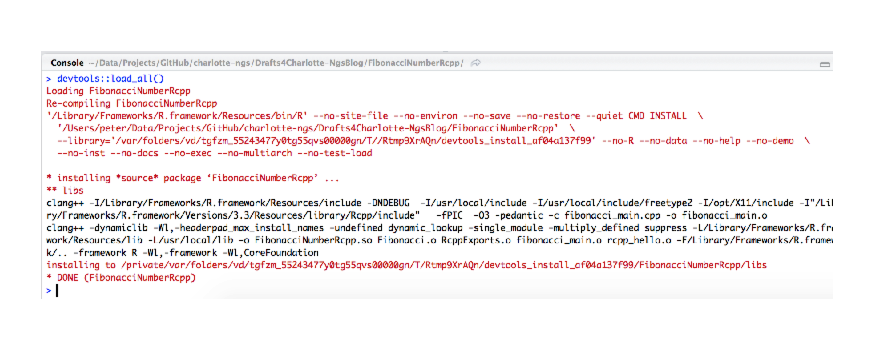 Console ~/Data/Projects/GitHub/charlotte-ngs/Drafts4Charlotte-NgsBlog/FibonacciNumberRcpp/
> devtools::load_all()
Loading FibonacciNumberRcpp
Re-compiling FibonacciNumberRcpp
'/Library/Frameworks/R.framework/Resources/bin/R' --no-site-file --no-environ --no-save --no-restore --quiet CMD INSTALL \
'/Users/peter/Data/Projects/GitHub/charlotte-ngs/Drafts4Charlotte-NgsBlog/FibonacciNumberRcpp' \
--library='/var/folders/vd/tgfzm_55243477y0tg55qvs00000gn/T//Rtmp9XrAQn/devtools_install_af04a137f99' --no-R --no-data --no-help --no-demo \
--no-inst --no-docs --no-exec --no-multiarch --no-test-load
* installing *source* package ‘FibonacciNumberRcpp’ ...
** libs
clang++ -I/Library/Frameworks/R.framework/Resources/include -DNDEBUG -I/usr/local/include -I/usr/local/include/freetype2 -I/opt/X11/include -I"/Lib
ry/Frameworks/R.framework/Versions/3.3/Resources/library/Rcpp/include" -fPIC -O3 -pedantic -c fibonacci_main.cpp -o fibonacci_main.o
clang++ -dynamiclib -Wl,-headerpad_max_install_names -undefined dynamic_lookup -single_module -multiply_defined suppress -L/Library/Frameworks/R.fra
work/Resources/lib -L/usr/local/lib -o FibonacciNumberRcpp.so Fibonacci.o RcppExports.o fibonacci_main.o rcpp_hello.o -F/Library/Frameworks/R.framew
k/.. -framework R -Wl,-framework -Wl,CoreFoundation
installing to /private/var/folders/vd/tgfzm_55243477y0tg55qvs00000gn/T/Rtmp9XrAQn/devtools_install_af04a137f99/FibonacciNumberRcpp/libs
* DONE (FibonacciNumberRcpp)
>